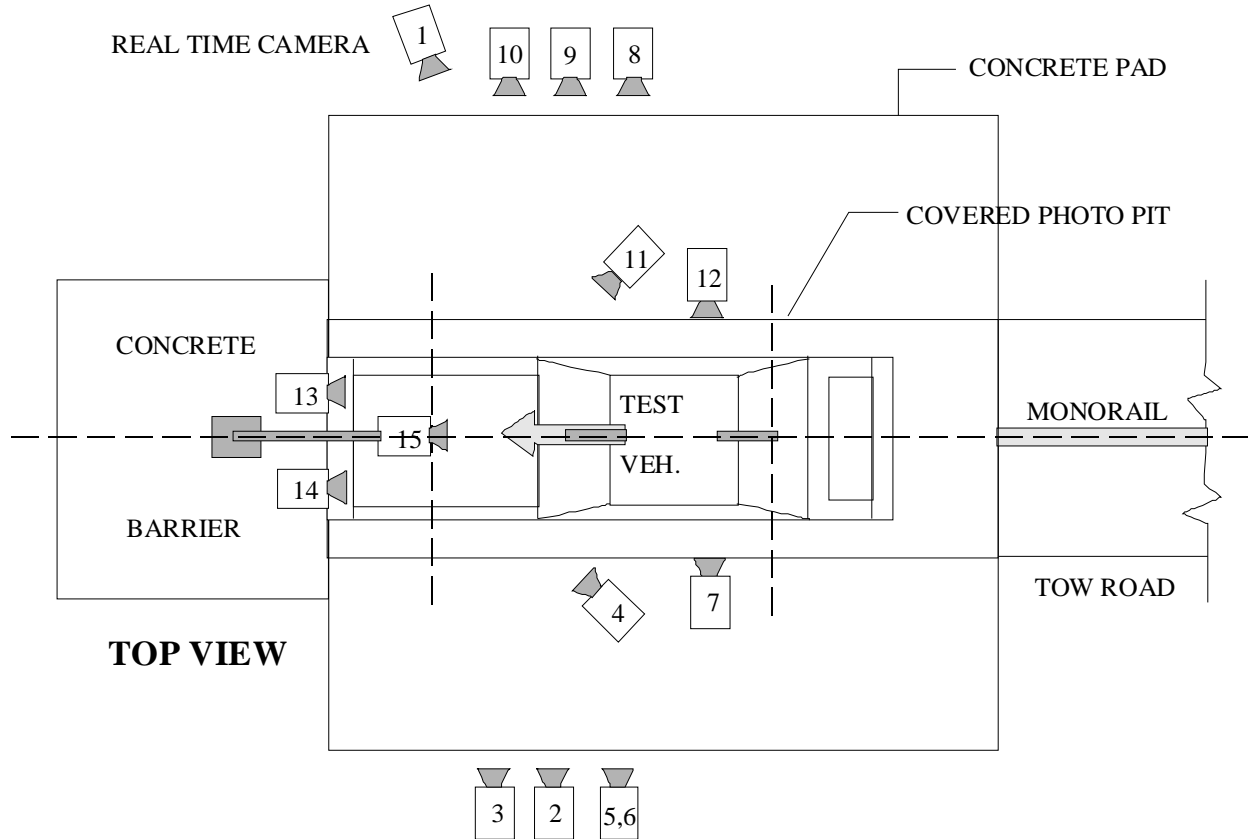 REAL TIME CAMERA
1
10
9
8
CONCRETE PAD
COVERED PHOTO PIT
11
12
CONCRETE
13
TEST
MONORAIL
15
VEH.
14
BARRIER
TOW ROAD
4
7
TOP VIEW
3
2
5,6